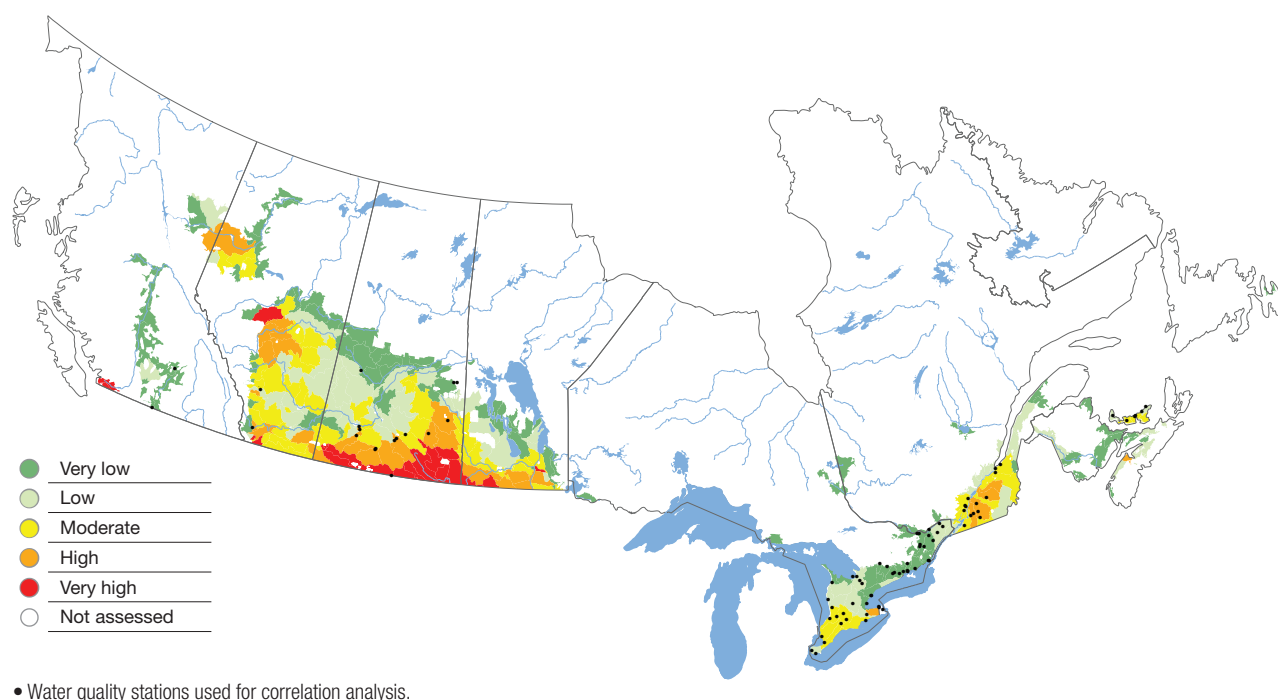 Very low
Low
Moderate
High
Very high
Not assessed
• Water quality stations used for correlation analysis.